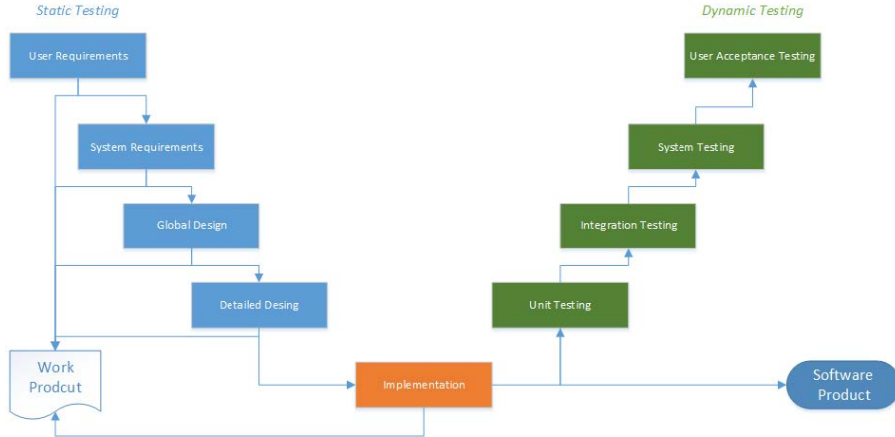 Static Testing
Dynamic Testing
User Requirements
User Acceptance Testing
System Requirements
System Testing
Global Design
Integration Testing
Detailed Desing
Unit Testing
Work
Prodcut
Implementation
Software
Product